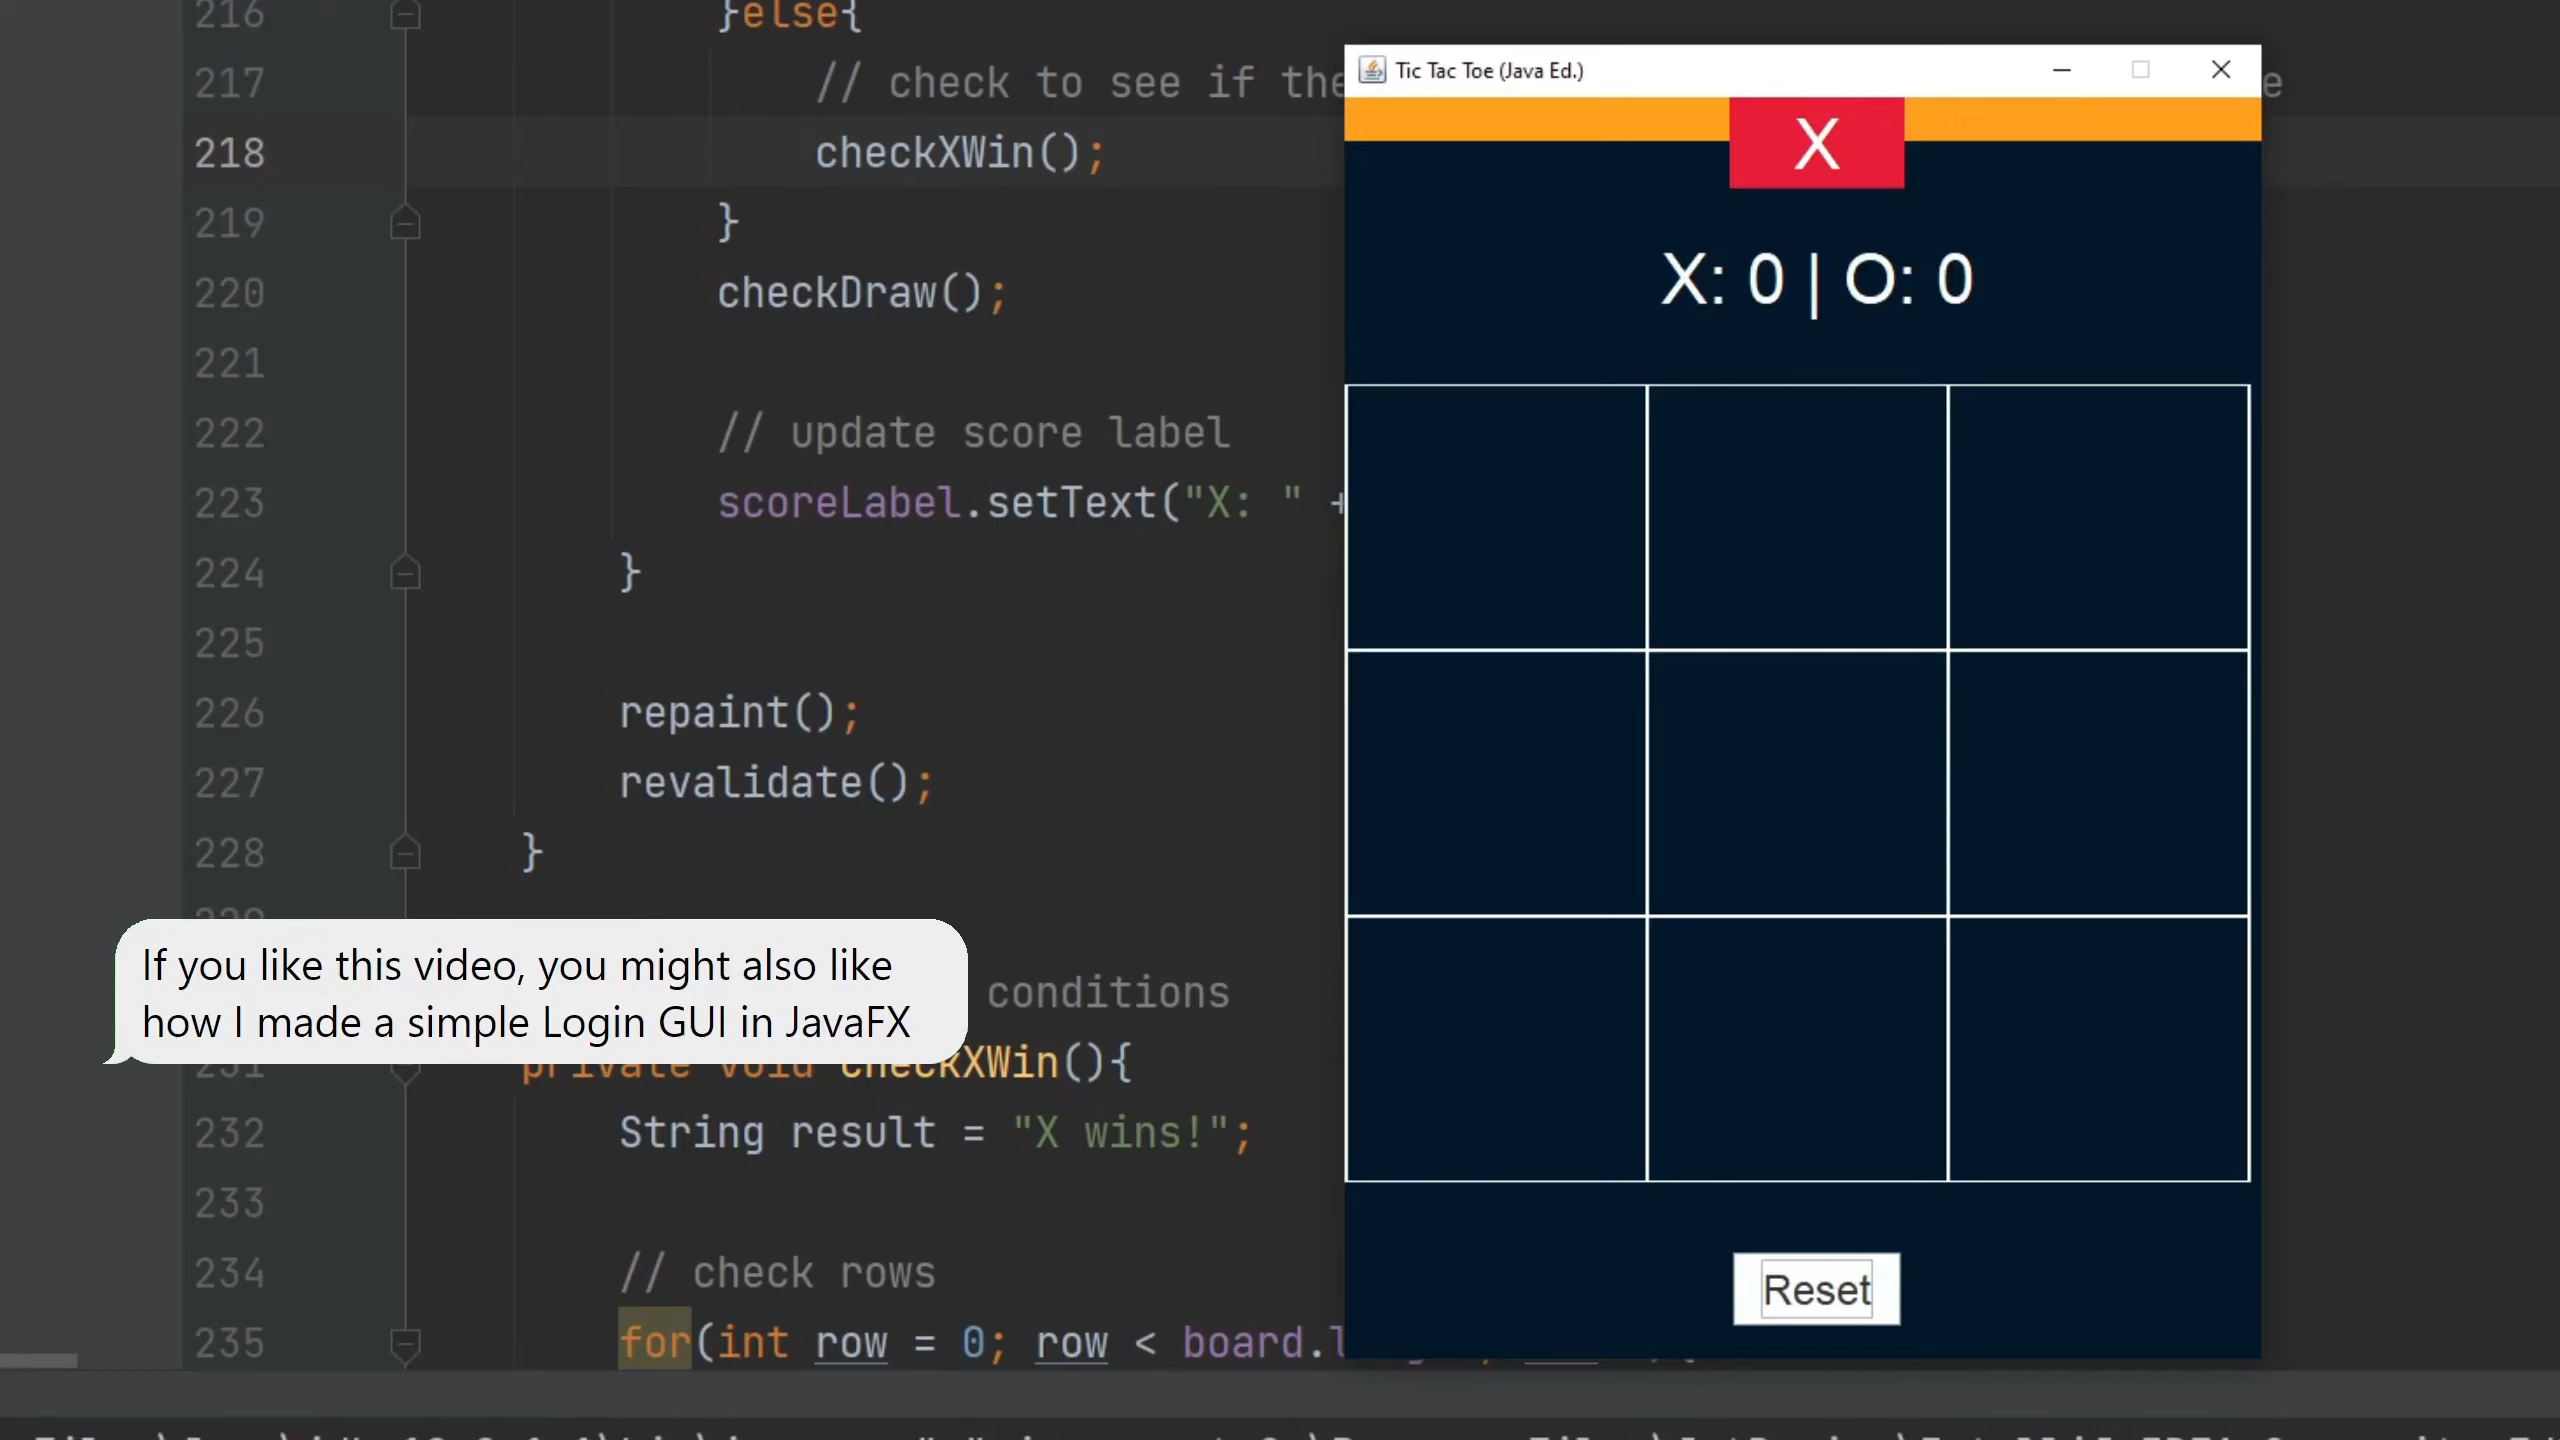 216 }else{
217 // check to see if the
218 checkXWin();
219 }
220 checkDraw();
221
222 // update score label
223 scoreLabel.setText("X: " +
224 }
225
226 repaint();
227 revalidate();
228 }
conditions
231 private void checkXWin(){
232 String result = "X wins!";
233
234 // check rows
235 for(int row = 0; row < board.
If you like this video, you might also like
how I made a simple Login GUI in JavaFX
Tic Tac Toe (Java Ed.)
X
X: 0 | O: 0
Reset